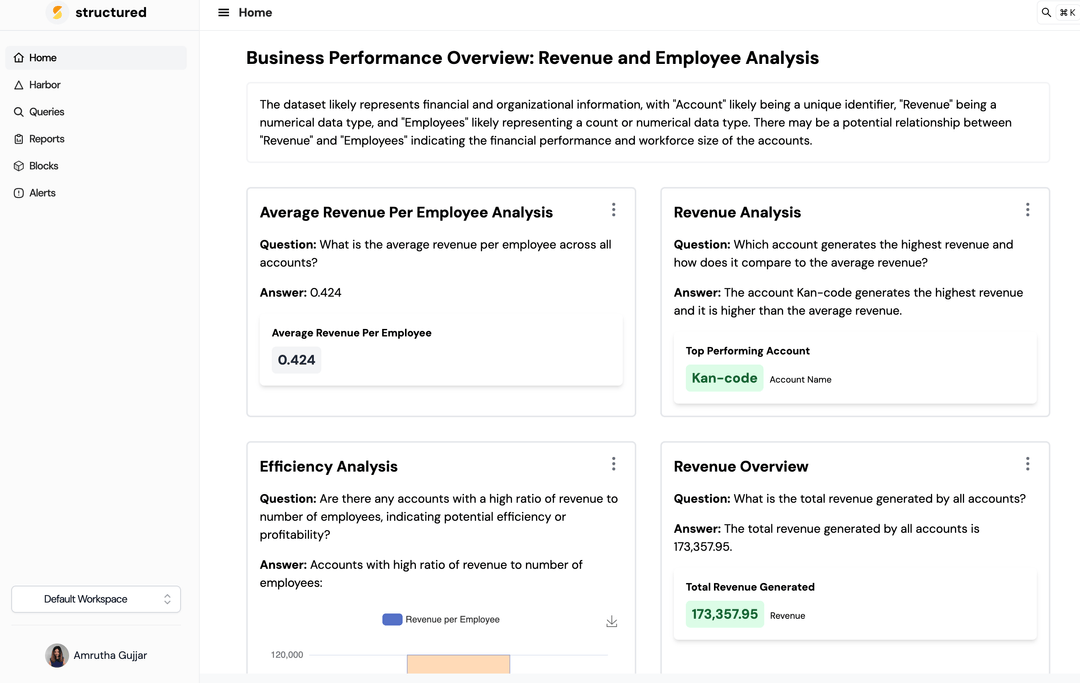 structured
Home
⌘ K
Home
Harbor
Queries
Reports
Blocks
Alerts
Default Workspace
Amrutha Gujjar
Business Performance Overview: Revenue and Employee Analysis
The dataset likely represents financial and organizational information, with "Account" likely being a unique identifier, "Revenue" being a
numerical data type, and "Employees" likely representing a count or numerical data type. There may be a potential relationship between
"Revenue" and "Employees" indicating the financial performance and workforce size of the accounts.
Average Revenue Per Employee Analysis
Question: What is the average revenue per employee across all
accounts?
Answer: 0.424
Average Revenue Per Employee
0.424
Revenue Analysis
Question: Which account generates the highest revenue and
how does it compare to the average revenue?
Answer: The account Kan-code generates the highest revenue
and it is higher than the average revenue.
Top Performing Account
Kan-code Account Name
Efficiency Analysis
Question: Are there any accounts with a high ratio of revenue to
number of employees, indicating potential efficiency or
profitability?
Answer: Accounts with high ratio of revenue to number of
employees:
Revenue per Employee
120,000
Revenue Overview
Question: What is the total revenue generated by all accounts?
Answer: The total revenue generated by all accounts is
173,357.95.
Total Revenue Generated
173,357.95 Revenue